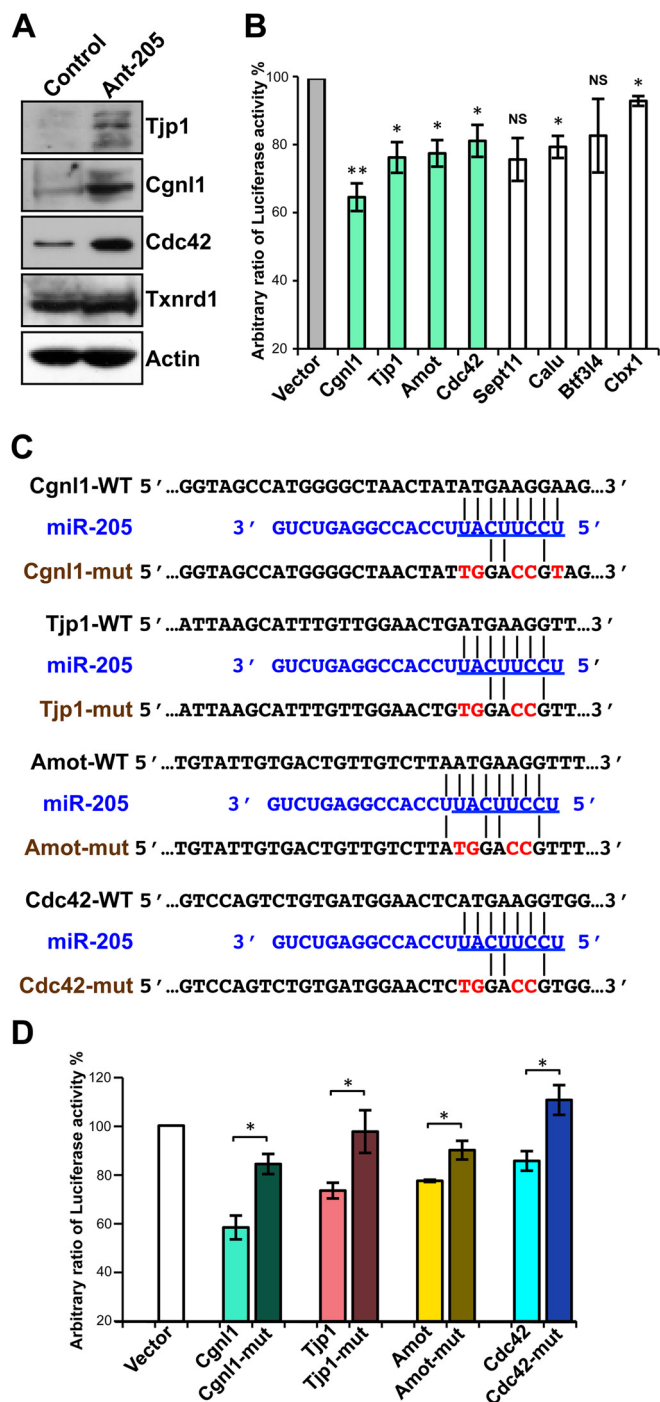 A
Control
Ant-205
Tjp1
Cgnl1
Cdc42
Txnrd1
Actin
B
Arbitrary ratio of Luciferase activity %
100
80
60
40
20
**
*
*
*
NS
*
NS
*
Vector
Cgnl1
Tjp1
Amot
Cdc42
Sept11
Calu
Btf3l4
Cbx1
C
Cgnl1-WT 5′…GGTAGCCATGGGGCTAACTATATGAAGGAAG…3′
miR-205 3′ GUCUGAGGCCACCUUACUUCCU 5′
Cgnl1-mut 5′…GGTAGCCATGGGGCTAACTATTGGACCGTAG…3′
Tjp1-WT 5′…ATTAAGCATTTGTTGGAACTGATGAAGGTT…3′
miR-205 3′ GUCUGAGGCCACCUUACUUCCU 5′
Tjp1-mut 5′…ATTAAGCATTTGTTGGAACTGTGGACCGTT…3′
Amot-WT 5′…TGTATTGTGACTGTTGTCTTAATGAAGGTTT…3′
miR-205 3′ GUCUGAGGCCACCUUACUUCCU 5′
Amot-mut 5′…TGTATTGTGACTGTTGTCTTATGGACCGTTT…3′
Cdc42-WT 5′…GTCCAGTCTGTGATGGAACTCATGAAGGTGG…3′
miR-205 3′ GUCUGAGGCCACCUUACUUCCU 5′
Cdc42-mut 5′…GTCCAGTCTGTGATGGAACTCTGGACCGTGG…3′
D
Arbitrary ratio of Luciferase activity %
120
100
80
60
40
20
*
*
*
*
Vector
Cgnl1
Cgnl1-mut
Tjp1
Tjp1-mut
Amot
Amot-mut
Cdc42
Cdc42-mut